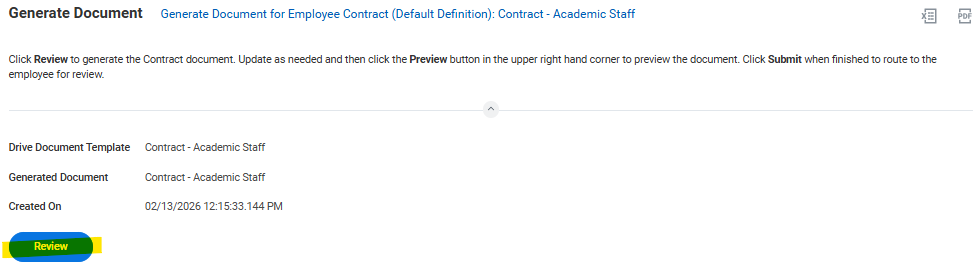 Generate Document Generate Document for Employee Contract (Default Definition): Contract - Academic Staff
PDF
Click Review to generate the Contract document. Update as needed and then click the Preview button in the upper right hand corner to preview the document. Click Submit when finished to route to the
employee for review.
Drive Document Template Contract - Academic Staff
Generated Document Contract - Academic Staff
Created On 02/13/2026 12:15:33.144 PM
Review